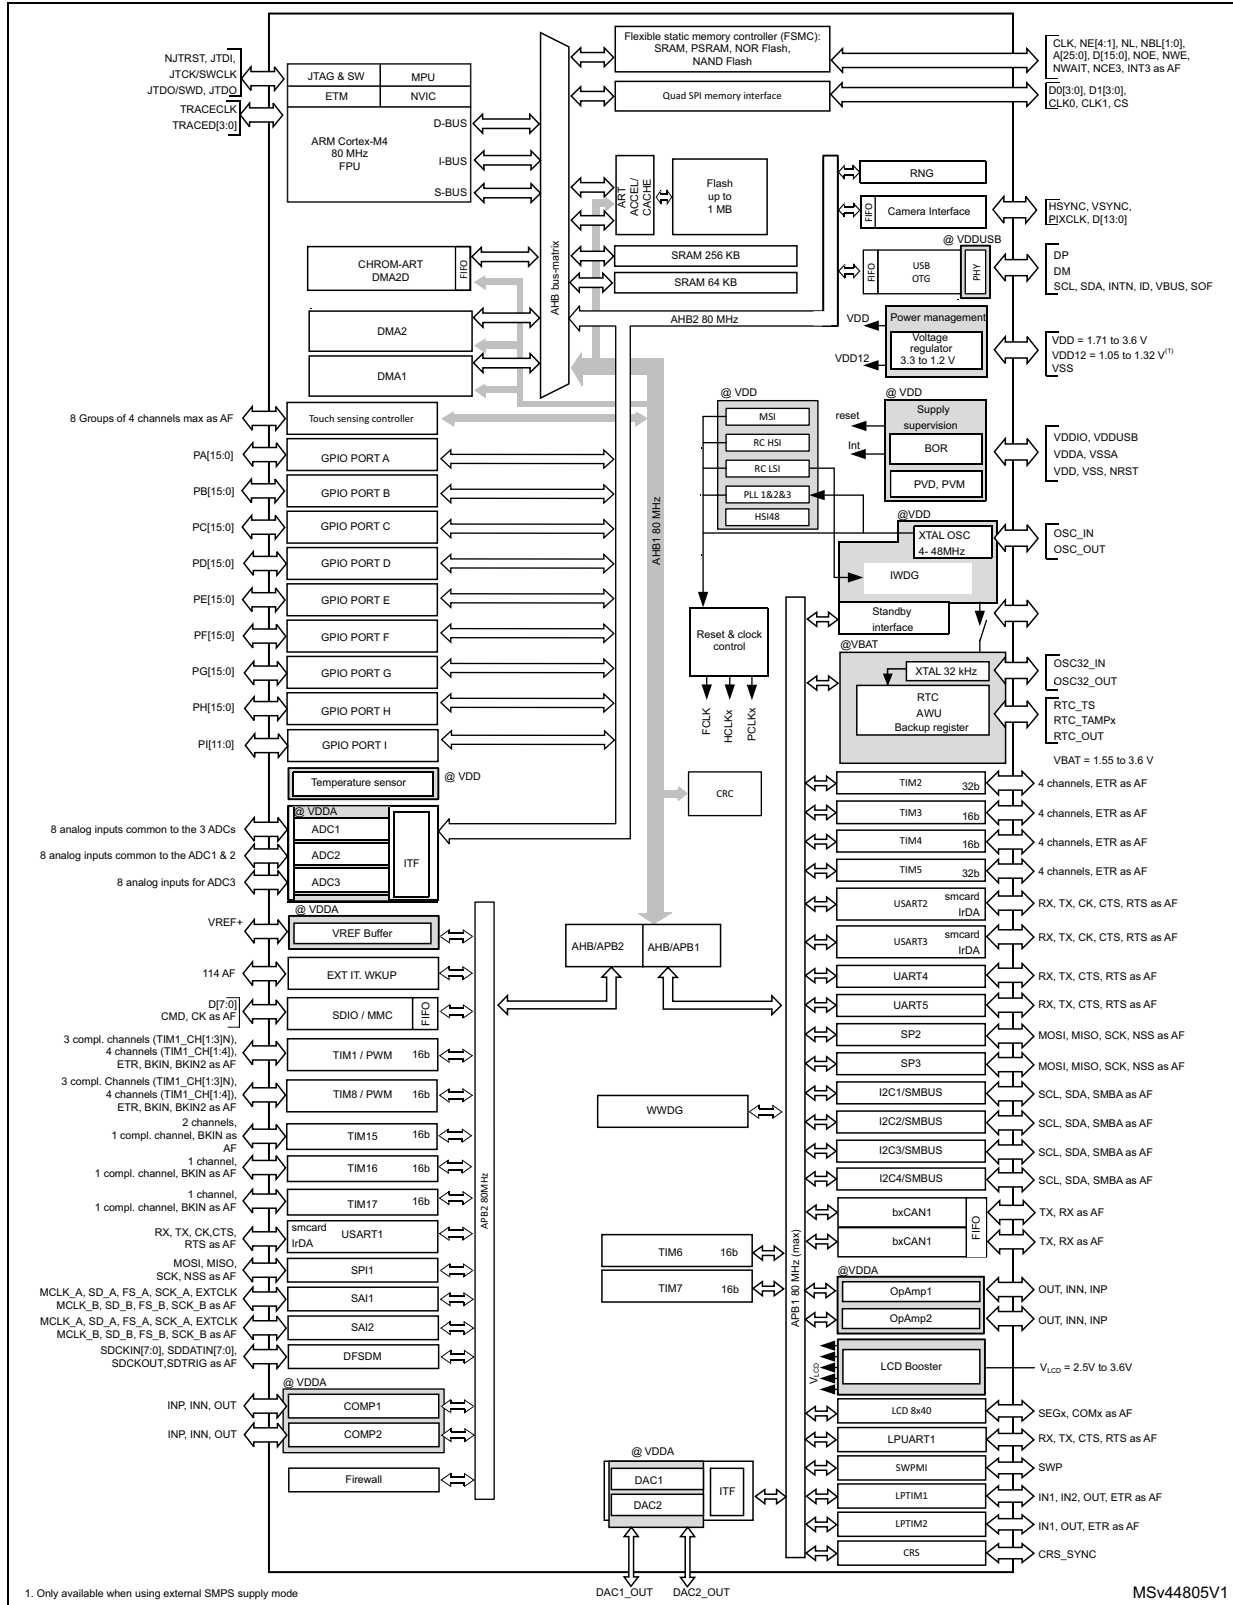 NJTRST, JTDI,
JTCK/SWCLK
JTDO/SWD, JTDO
TRACECLK
TRACED[3:0]
JTAG & SW
MPU
ETM
NVIC
ARM Cortex-M4
80 MHz
FPU
D-BUS
I-BUS
S-BUS
AHB bus-matrix
Flexible static memory controller (FSMC):
SRAM, PSRAM, NOR Flash,
NAND Flash
CLK, NE[4:1], NL, NBL[1:0],
A[25:0], D[15:0], NOE, NWE,
NWAIT, NCE3, INT3 as AF
Quad SPI memory interface
D0[3:0], D1[3:0],
CLK0, CLK1, CS
ART
ACCEL/
CACHE
Flash
up to
1 MB
RNG
FIFO
Camera Interface
HSYNC, VSYNC,
PIXCLK, D[13:0]
@ VDDUSB
FIFO
USB
OTG
PHY
DP
DM
SCL, SDA, INTN, ID, VBUS, SOF
CHROM-ART
DMA2D
FIFO
SRAM 256 KB
SRAM 64 KB
AHB2 80 MHz
DMA2
DMA1
VDD
VDD12
Power management
Voltage
regulator
3.3 to 1.2 V
VDD = 1.71 to 3.6 V
VDD12 = 1.05 to 1.32 V(1)
VSS
8 Groups of 4 channels max as AF
Touch sensing controller
@ VDD
MSI
RC HSI
RC LSI
PLL 1&2&3
HSI48
@ VDD
reset
Int
Supply
supervision
BOR
PVD, PVM
VDDIO, VDDUSB
VDDA, VSSA
VDD, VSS, NRST
PA[15:0]
GPIO PORT A
PB[15:0]
GPIO PORT B
PC[15:0]
GPIO PORT C
PD[15:0]
GPIO PORT D
PE[15:0]
GPIO PORT E
PF[15:0]
GPIO PORT F
PG[15:0]
GPIO PORT G
PH[15:0]
GPIO PORT H
PI[11:0]
GPIO PORT I
AHB1 80 MHz
@VDD
XTAL OSC
4- 48MHz
IWDG
OSC_IN
OSC_OUT
Standby
interface
Reset & clock
control
FCLK
HCLKx
PCLKx
@VBAT
XTAL 32 kHz
RTC
AWU
Backup register
OSC32_IN
OSC32_OUT
RTC_TS
RTC_TAMPx
RTC_OUT
VBAT = 1.55 to 3.6 V
Temperature sensor
@ VDD
CRC
@ VDDA
8 analog inputs common to the 3 ADCs
ADC1
8 analog inputs common to the ADC1 & 2
ADC2
8 analog inputs for ADC3
ADC3
ITF
@ VDDA
VREF+
VREF Buffer
AHB/APB2
AHB/APB1
114 AF
EXT IT. WKUP
D[7:0]
CMD, CK as AF
SDIO / MMC
FIFO
3 compl. channels (TIM1_CH[1:3]N),
4 channels (TIM1_CH[1:4]),
ETR, BKIN, BKIN2 as AF
TIM1 / PWM
16b
3 compl. Channels (TIM1_CH[1:3]N),
4 channels (TIM1_CH[1:4]),
ETR, BKIN, BKIN2 as AF
TIM8 / PWM
16b
2 channels,
1 compl. channel, BKIN as
AF
TIM15
16b
1 channel,
1 compl. channel, BKIN as AF
TIM16
16b
1 channel,
1 compl. channel, BKIN as AF
TIM17
16b
RX, TX, CK,CTS,
RTS as AF
smcard
IrDA
USART1
MOSI, MISO,
SCK, NSS as AF
SPI1
MCLK_A, SD_A, FS_A, SCK_A, EXTCLK
MCLK_B, SD_B, FS_B, SCK_B as AF
SAI1
MCLK_A, SD_A, FS_A, SCK_A, EXTCLK
MCLK_B, SD_B, FS_B, SCK_B as AF
SAI2
SDCKIN[7:0], SDDATIN[7:0],
SDCKOUT,SDTRIG as AF
DFSDM
@ VDDA
INP, INN, OUT
COMP1
INP, INN, OUT
COMP2
Firewall
APB2 80MHz
WWDG
TIM6
16b
TIM7
16b
@ VDDA
DAC1
DAC2
ITF
DAC1_OUT
DAC2_OUT
APB1 80 MHz (max)
TIM2
32b
4 channels, ETR as AF
TIM3
16b
4 channels, ETR as AF
TIM4
16b
4 channels, ETR as AF
TIM5
32b
4 channels, ETR as AF
USART2
smcard
IrDA
RX, TX, CK, CTS, RTS as AF
USART3
smcard
IrDA
RX, TX, CK, CTS, RTS as AF
UART4
RX, TX, CTS, RTS as AF
UART5
RX, TX, CTS, RTS as AF
SP2
MOSI, MISO, SCK, NSS as AF
SP3
MOSI, MISO, SCK, NSS as AF
I2C1/SMBUS
SCL, SDA, SMBA as AF
I2C2/SMBUS
SCL, SDA, SMBA as AF
I2C3/SMBUS
SCL, SDA, SMBA as AF
I2C4/SMBUS
SCL, SDA, SMBA as AF
bxCAN1
TX, RX as AF
bxCAN1
TX, RX as AF
FIFO
@VDDA
OpAmp1
OUT, INN, INP
OpAmp2
OUT, INN, INP
VLCD
LCD Booster
VLCD = 2.5V to 3.6V
LCD 8x40
SEGx, COMx as AF
LPUART1
RX, TX, CTS, RTS as AF
SWPMI
SWP
LPTIM1
IN1, IN2, OUT, ETR as AF
LPTIM2
IN1, OUT, ETR as AF
CRS
CRS_SYNC
1. Only available when using external SMPS supply mode
MSv44805V1